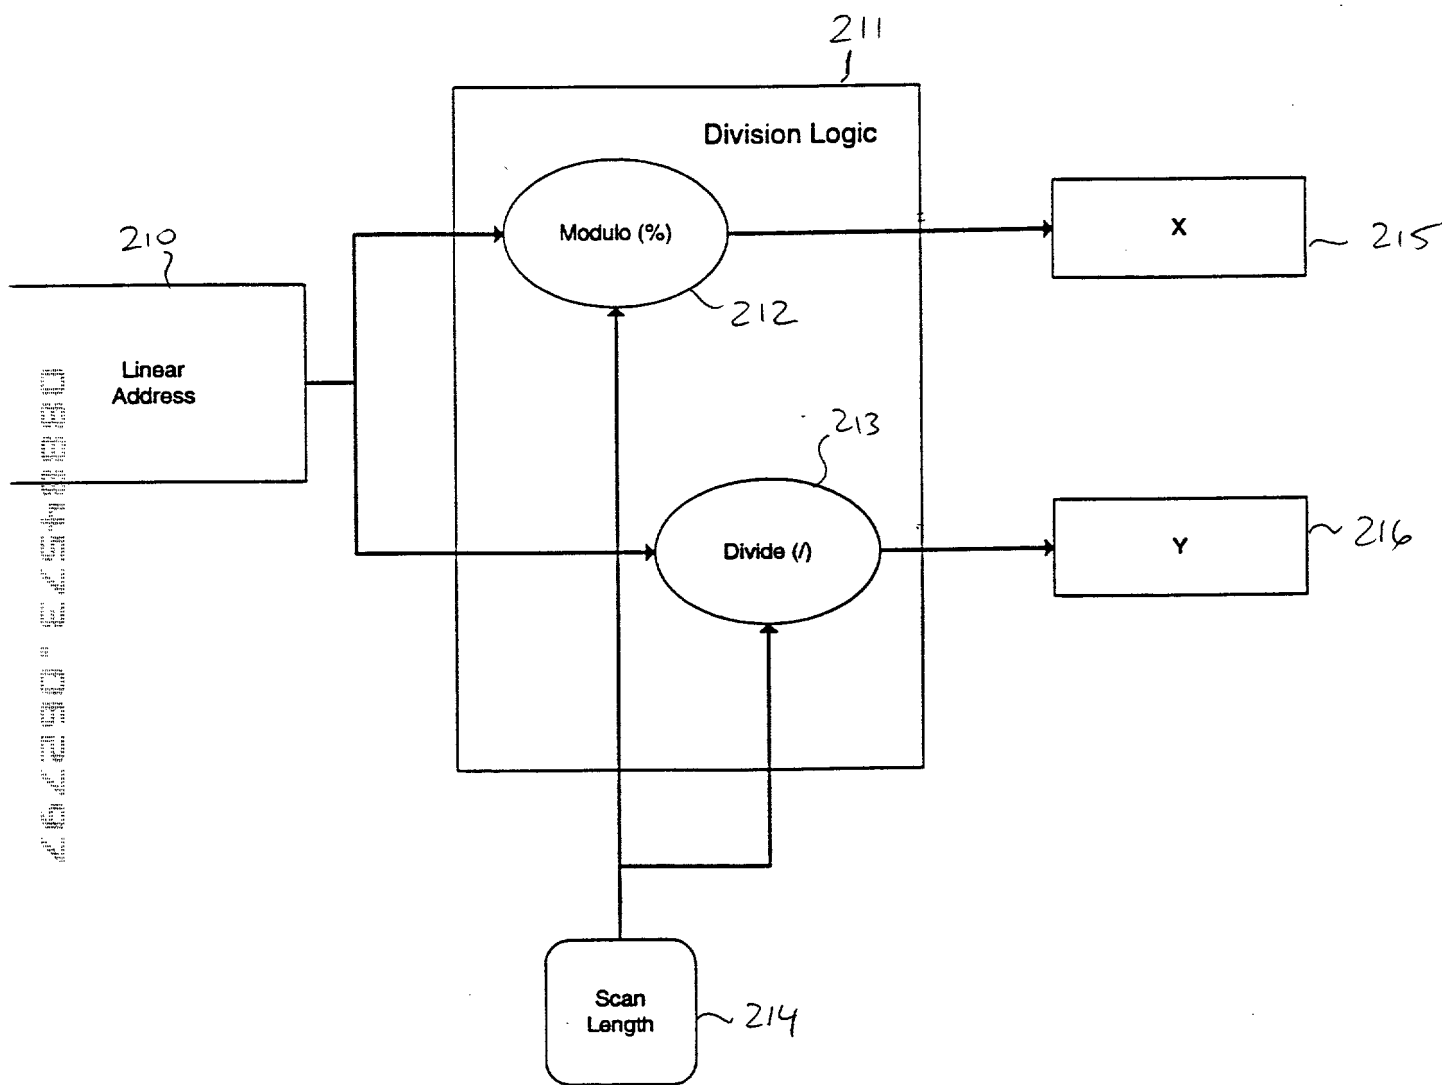 211
Division Logic
Modulo (%)
X
215
210
212
Linear
Address
213
Divide (/)
Y
216
Scan
Length
214